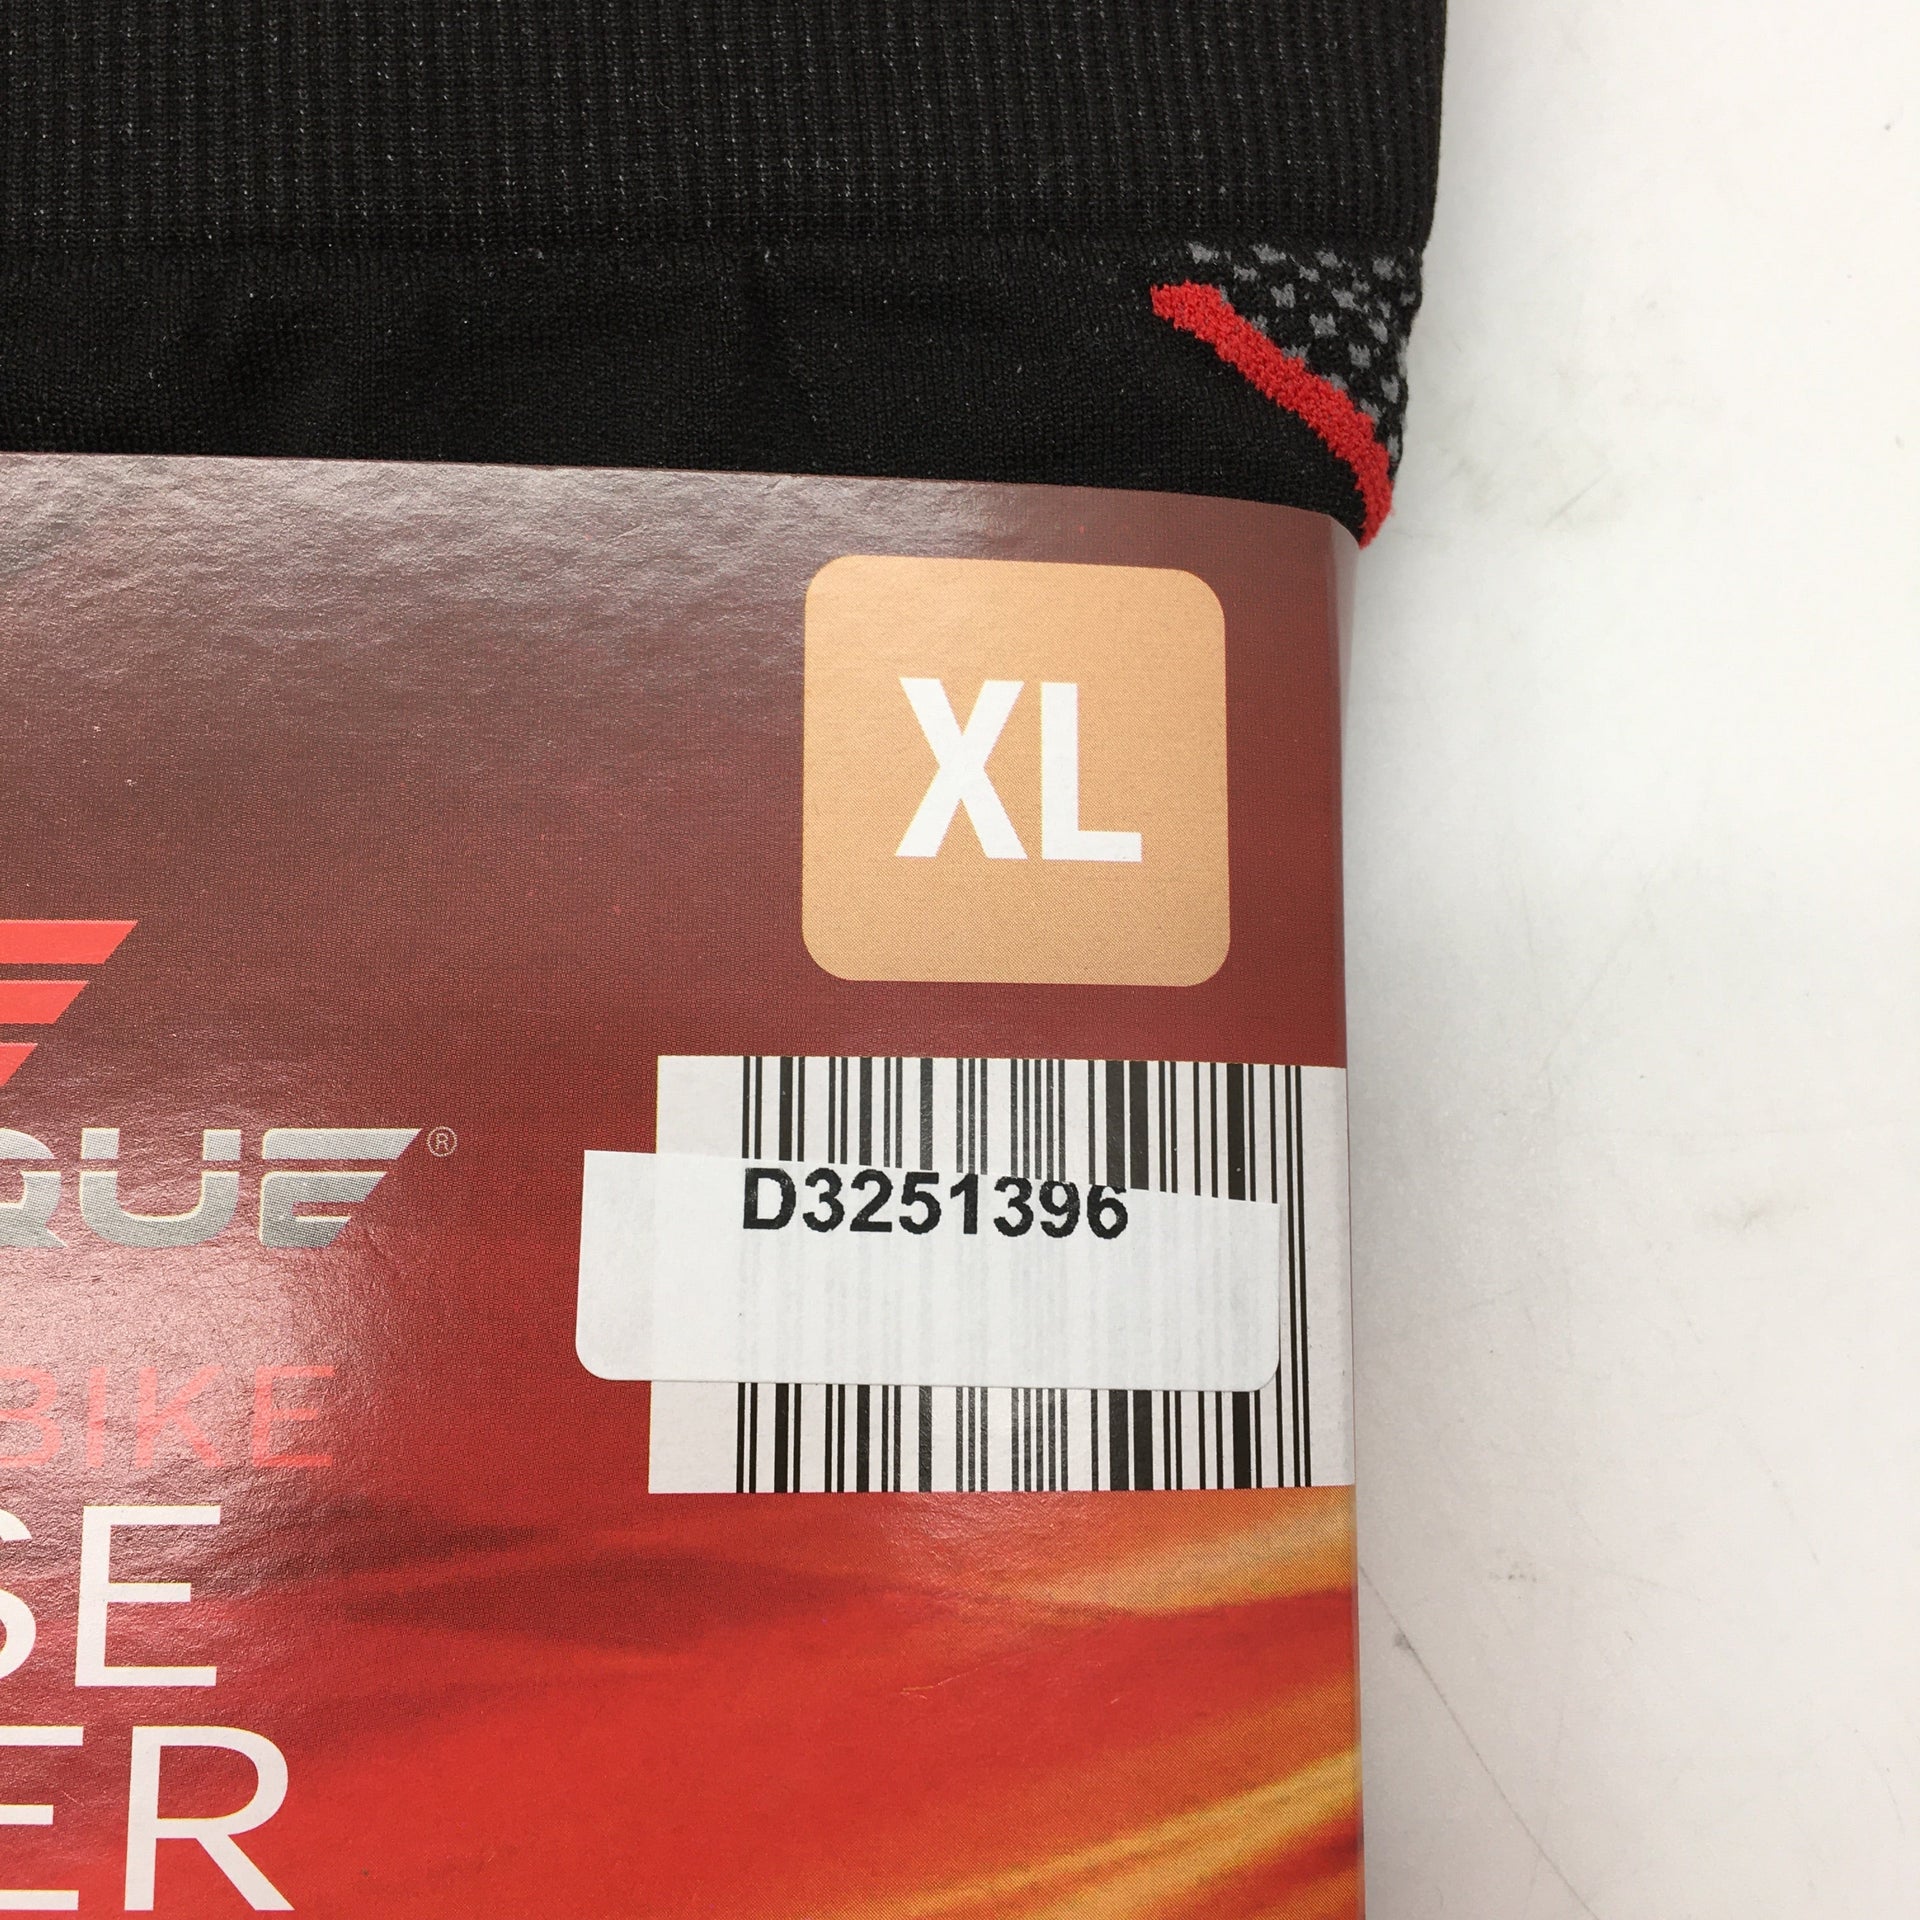 XL
QUE®
D3251396
BIKE
SE
ER